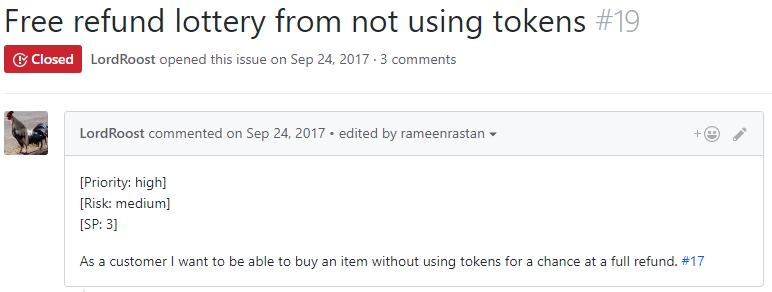 Free refund lottery from not using tokens #19
Closed LordRoost opened this issue on Sep 24, 2017 · 3 comments
LordRoost commented on Sep 24, 2017 • edited by rameenrastan
[Priority: high]
[Risk: medium]
[SP: 3]
As a customer I want to be able to buy an item without using tokens for a chance at a full refund. #17